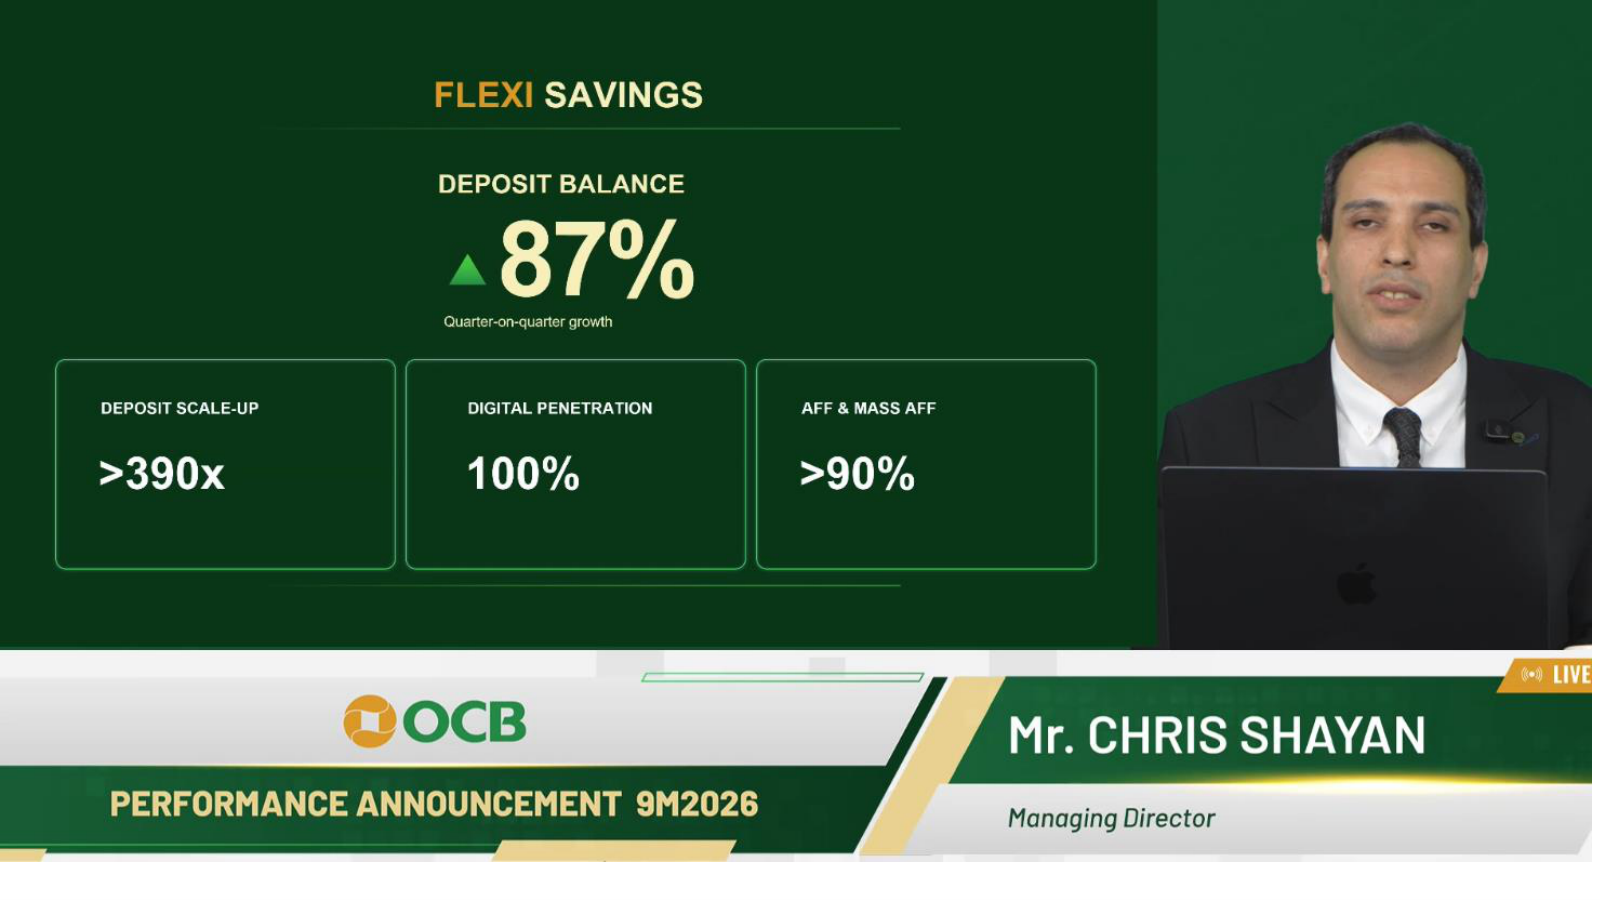 FLEXI SAVINGS
DEPOSIT BALANCE
87%
Quarter-on-quarter growth
DEPOSIT SCALE-UP
>390x
DIGITAL PENETRATION
100%
AFF & MASS AFF
>90%
LIVE
OCB
Mr. CHRIS SHAYAN
PERFORMANCE ANNOUNCEMENT 9M2026
Managing Director